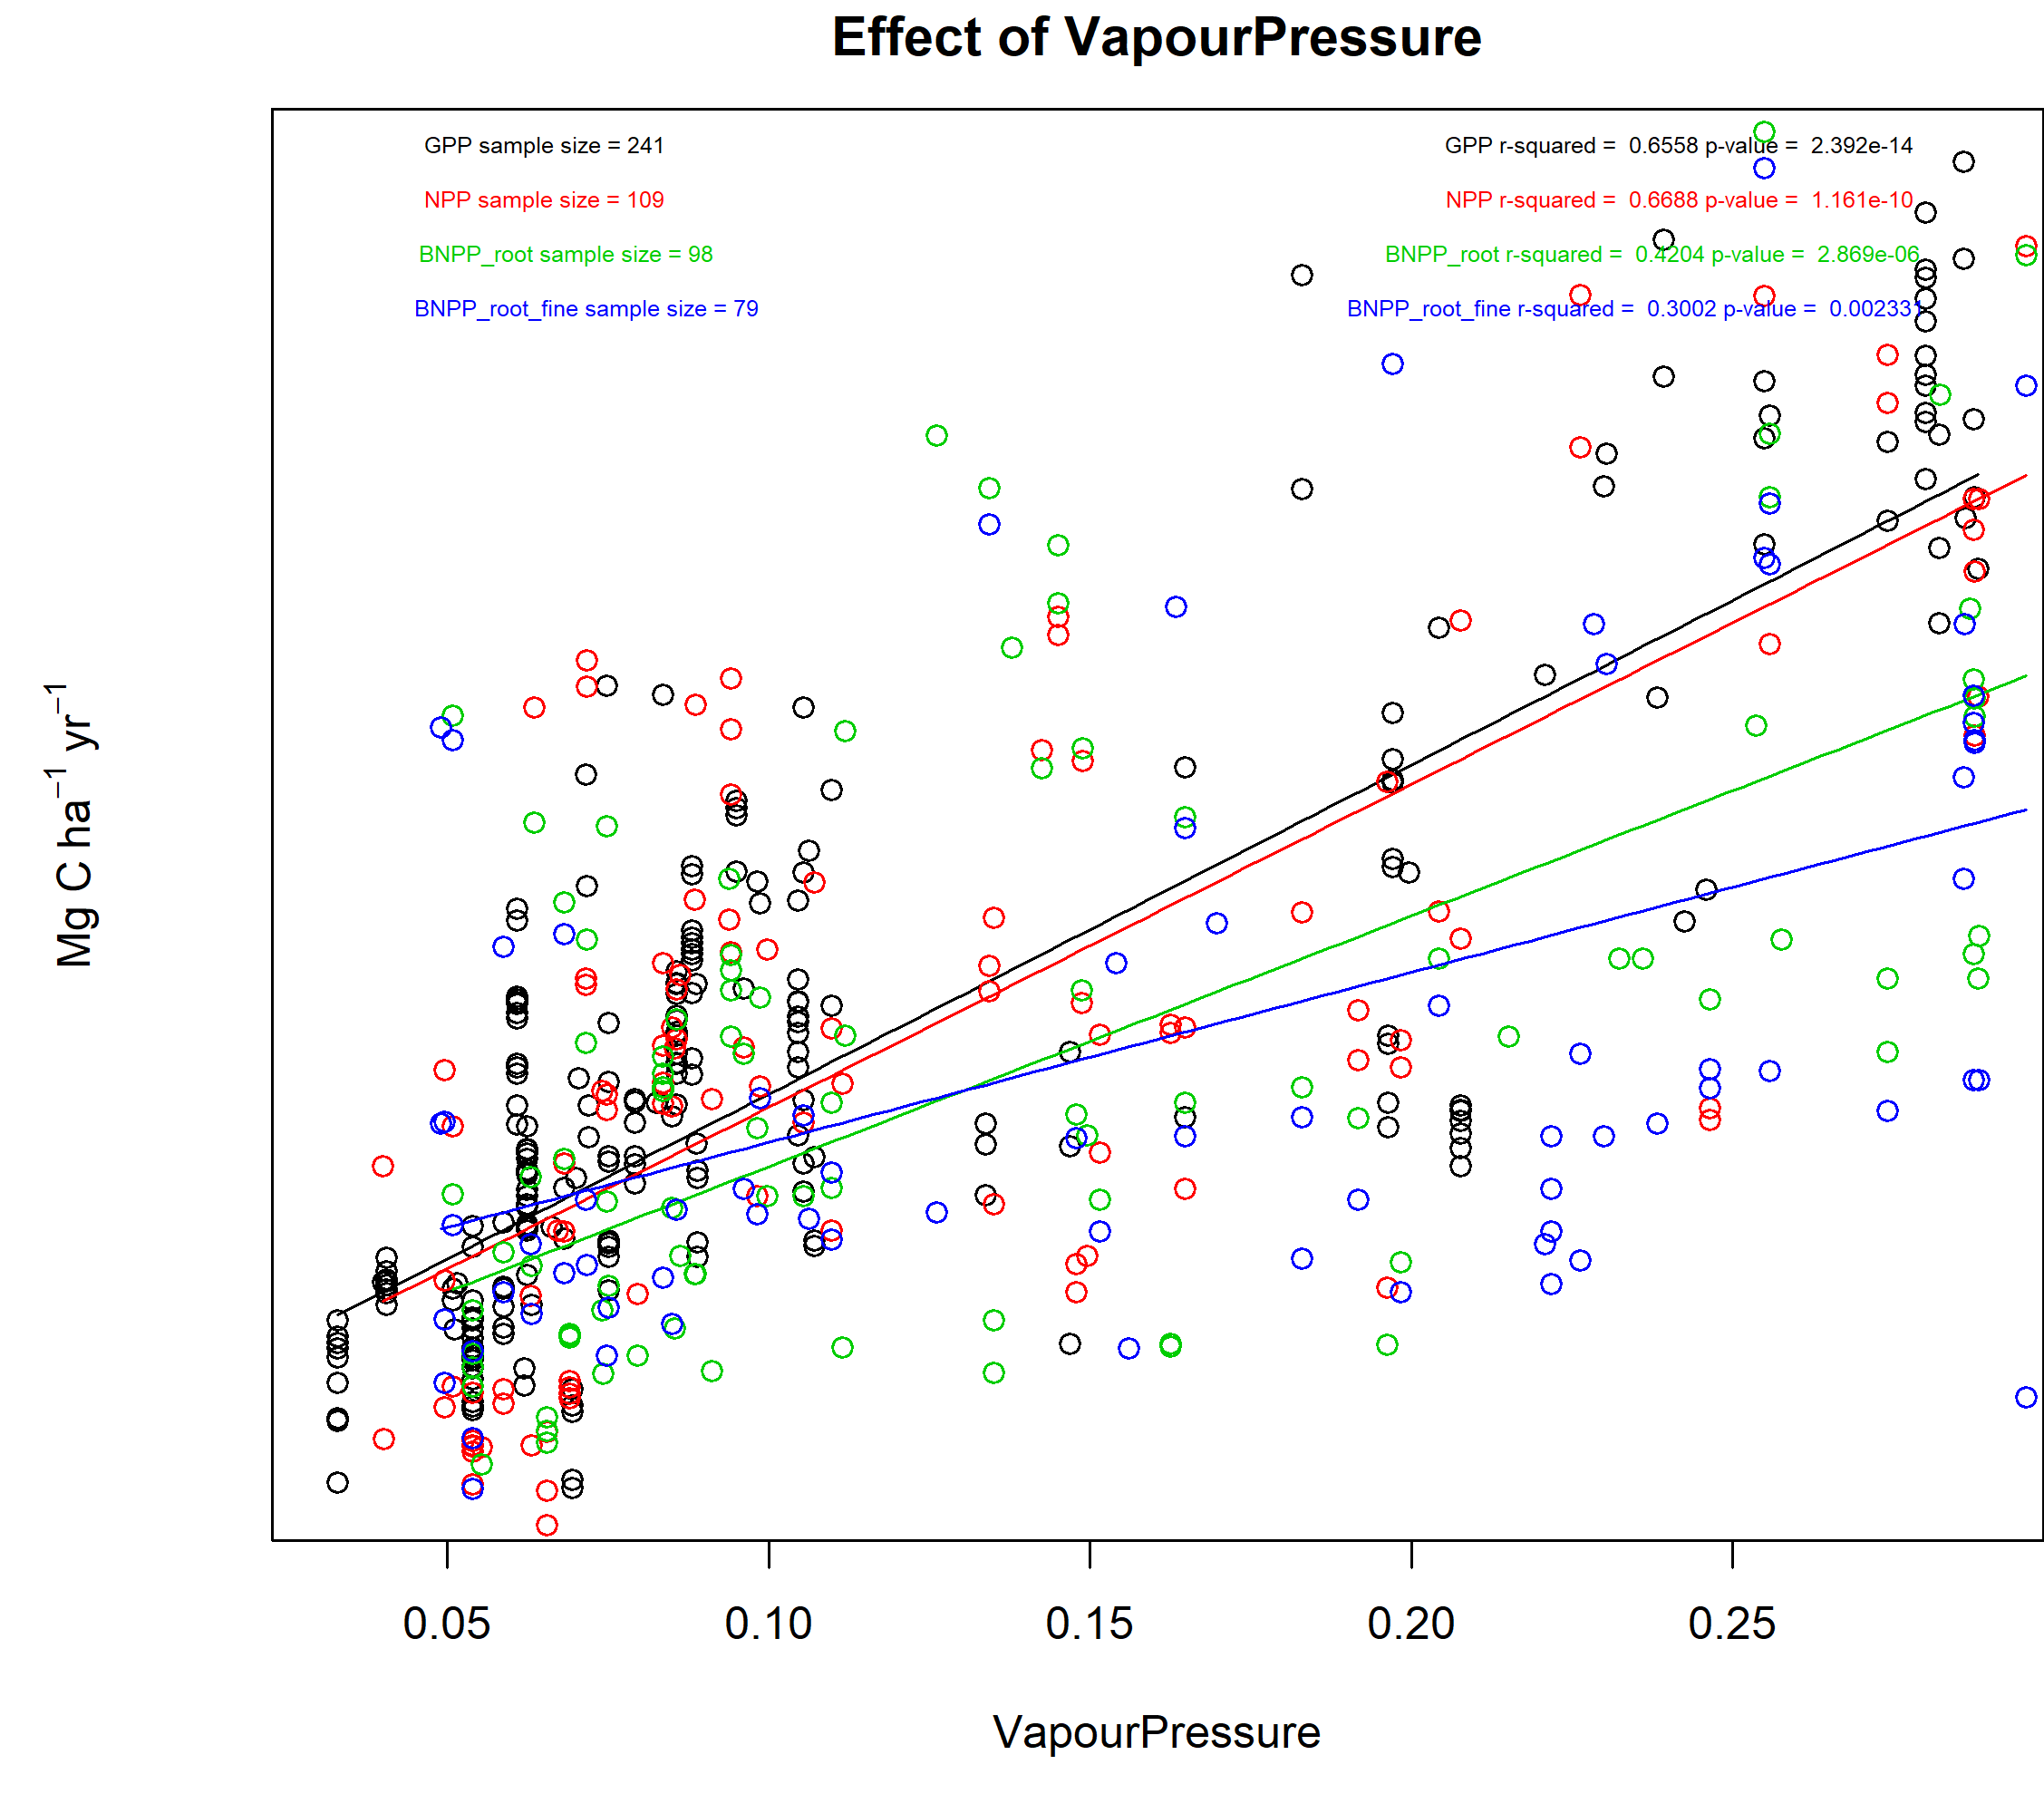 Effect of VapourPressure
GPP sample size = 241
GPP r-squared = 0.6558 p-value = 2.392e-14
NPP sample size = 109
NPP r-squared = 0.6688 p-value = 1.161e-10
BNPP_root sample size = 98
BNPP_root r-squared = 0.4204 p-value = 2.869e-06
BNPP_root_fine sample size = 79
BNPP_root_fine r-squared = 0.3002 p-value = 0.002331
Mg C ha⁻¹ yr⁻¹
0.05 0.10 0.15 0.20 0.25
VapourPressure